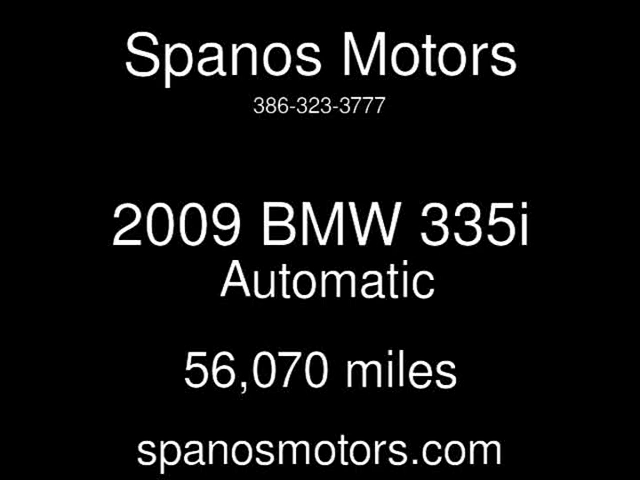 Spanos Motors
386-323-3777
2009 BMW 335i
Automatic
56,070 miles
spanosmotors.com